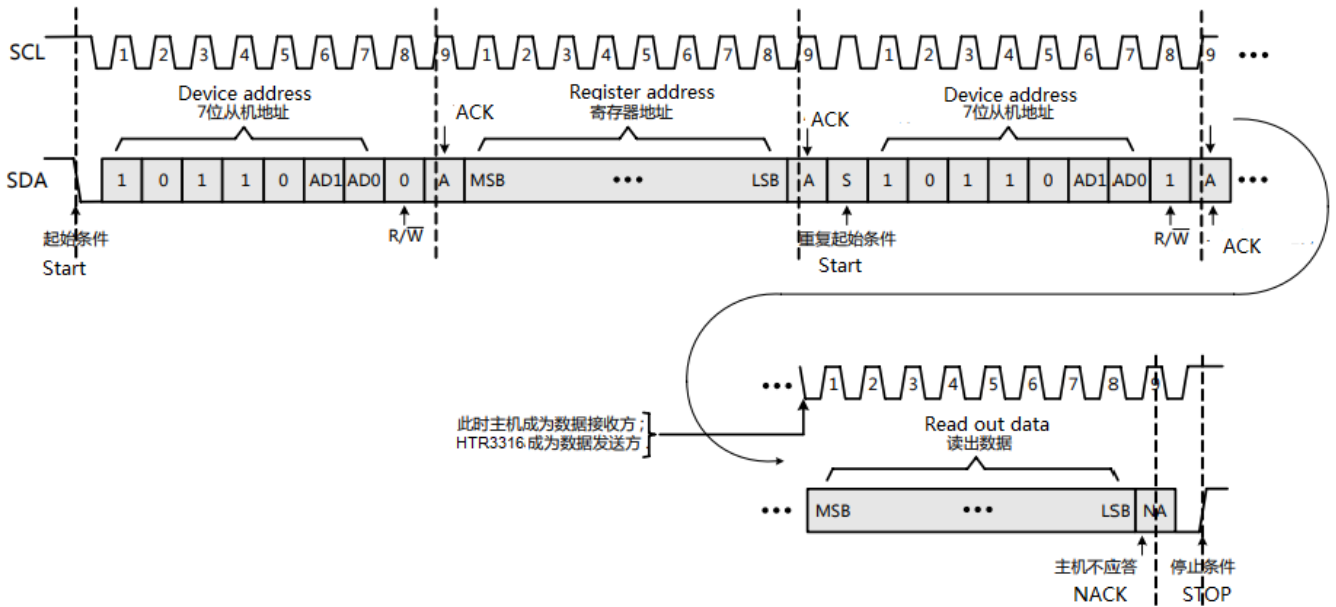 SCL 1 2 3 4 5 6 7 8 9 1 2 3 4 5 6 7 8 9 1 2 3 4 5 6 7 8 9 •••
Device address
7位从机地址
ACK
Register address
寄存器地址
ACK
Device address
7位从机地址
SDA 1 0 1 1 0 AD1 AD0 0 A MSB ••• LSB A S 1 0 1 1 0 AD1 AD0 1 A •••
起始条件
Start
R/W̅
重复起始条件
Start
R/W̅
ACK
••• 1 2 3 4 5 6 7 8 9
此时主机成为数据接收方；
HTR3316成为数据发送方
Read out data
读出数据
••• MSB ••• LSB NA
主机不应答
NACK
停止条件
STOP